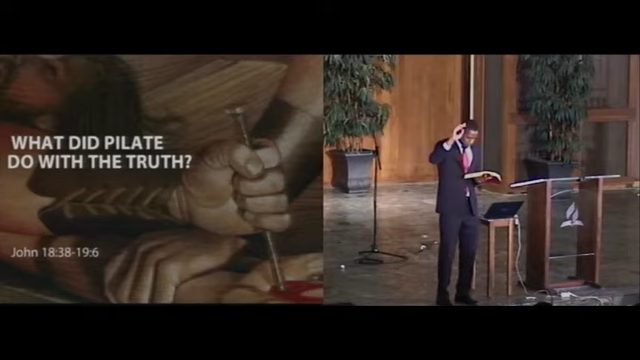 WHAT DID PILATE
DO WITH THE TRUTH?
John 18:38-19:6